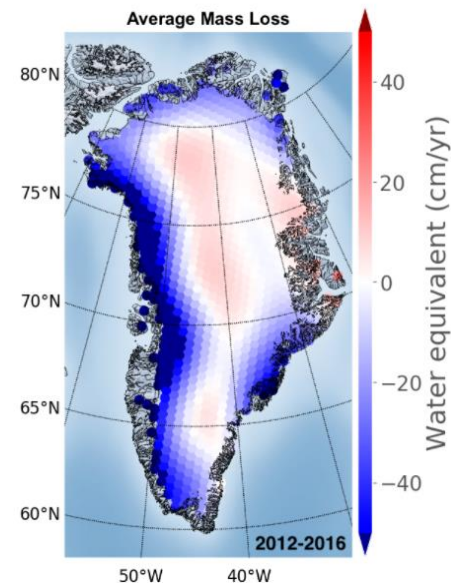 Average Mass Loss
80°N
75°N
70°N
65°N
60°N
50°W
40°W
2012-2016
40
20
0
−20
−40
Water equivalent (cm/yr)